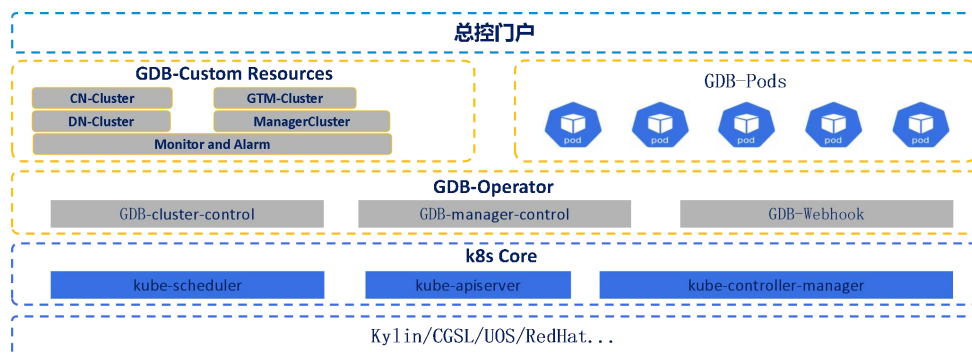 总控门户
GDB-Custom Resources
CN-Cluster
GTM-Cluster
DN-Cluster
ManagerCluster
Monitor and Alarm
GDB-Pods
pod
pod
pod
pod
pod
GDB-Operator
GDB-cluster-control
GDB-manager-control
GDB-Webhook
k8s Core
kube-scheduler
kube-apiserver
kube-controller-manager
Kylin/CGSL/UOS/RedHat...